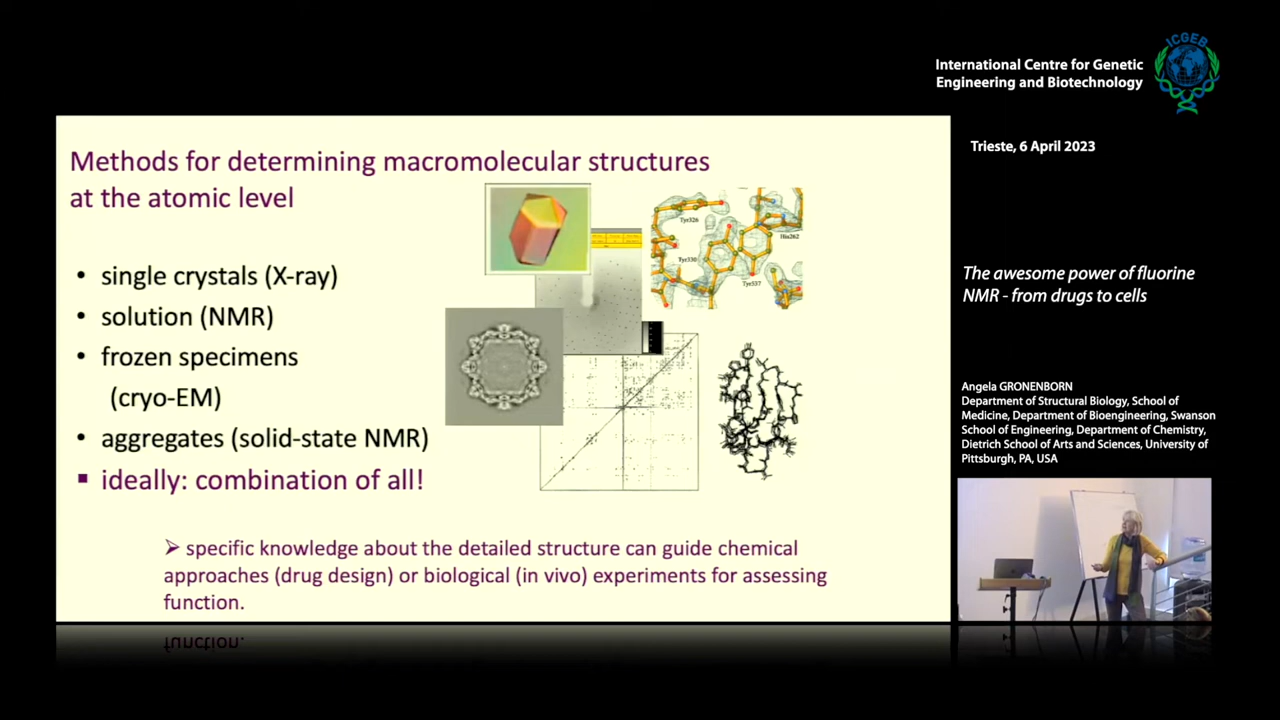 ICGEB
International Centre for Genetic
Engineering and Biotechnology
Trieste, 6 April 2023
Methods for determining macromolecular structures
at the atomic level
• single crystals (X-ray)
• solution (NMR)
• frozen specimens
(cryo-EM)
• aggregates (solid-state NMR)
▪ ideally: combination of all!
Tyr326
His262
Tyr330
Tyr337
➢ specific knowledge about the detailed structure can guide chemical
approaches (drug design) or biological (in vivo) experiments for assessing
function.
The awesome power of fluorine
NMR - from drugs to cells
Angela GRONENBORN
Department of Structural Biology, School of
Medicine, Department of Bioengineering, Swanson
School of Engineering, Department of Chemistry,
Dietrich School of Arts and Sciences, University of
Pittsburgh, PA, USA